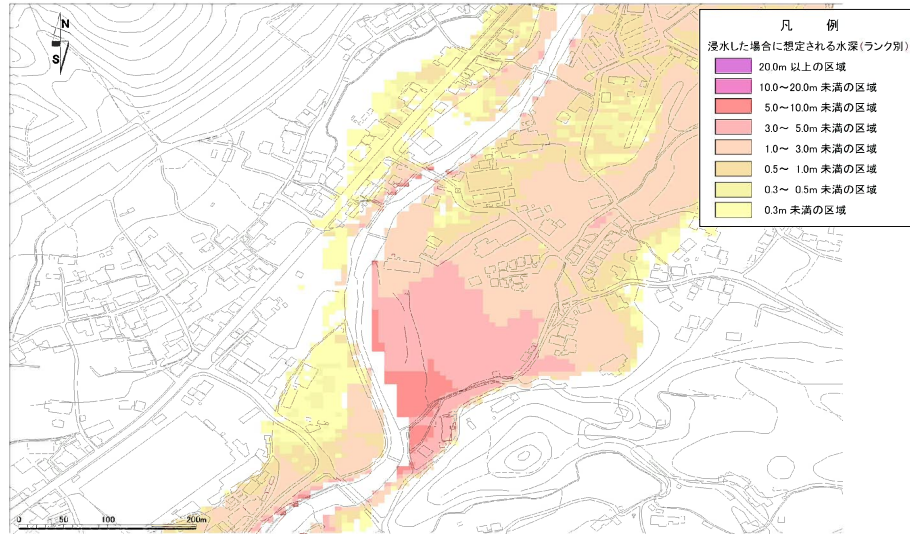 N
S
凡 例
浸水した場合に想定される水深(ランク別)
20.0m 以上の区域
10.0～20.0m 未満の区域
5.0～10.0m 未満の区域
3.0～ 5.0m 未満の区域
1.0～ 3.0m 未満の区域
0.5～ 1.0m 未満の区域
0.3～ 0.5m 未満の区域
0.3m 未満の区域
0 50 100 200m